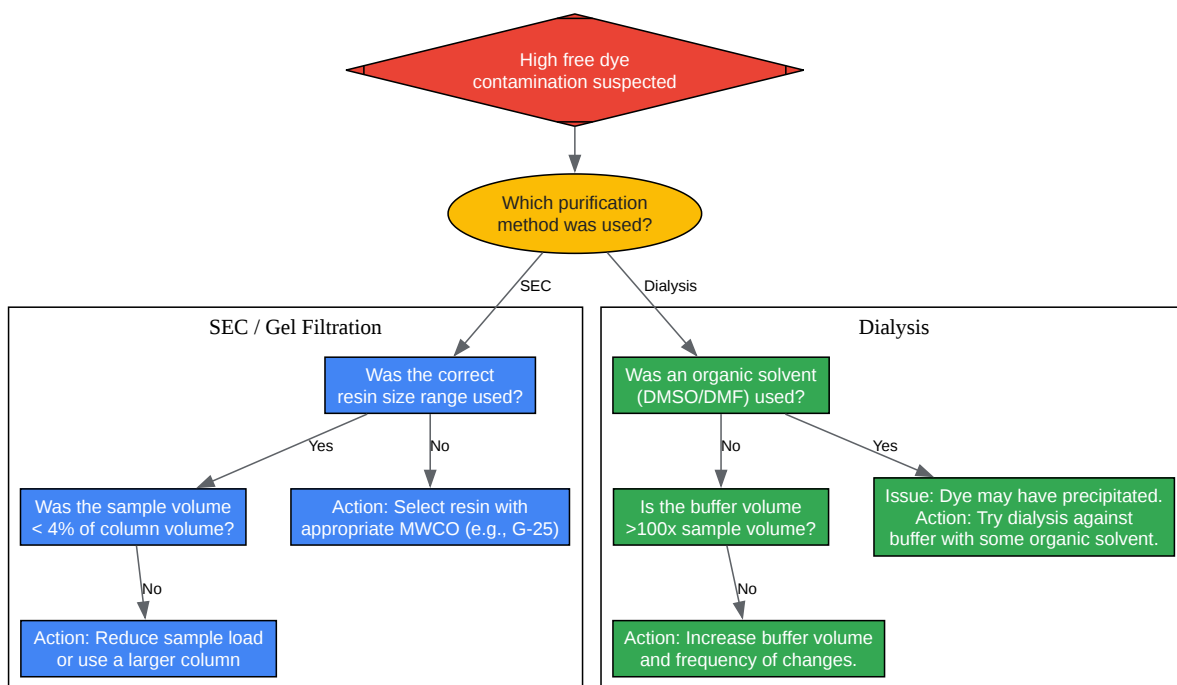 High free dye
contamination suspected
Which purification
method was used?
SEC
Dialysis
SEC / Gel Filtration
Dialysis
Was the correct
resin size range used?
Was an organic solvent
(DMSO/DMF) used?
Yes
No
No
Yes
Was the sample volume
< 4% of column volume?
Action: Select resin with
appropriate MWCO (e.g., G-25)
Is the buffer volume
>100x sample volume?
Issue: Dye may have precipitated.
Action: Try dialysis against
buffer with some organic solvent.
No
No
Action: Reduce sample load
or use a larger column
Action: Increase buffer volume
and frequency of changes.